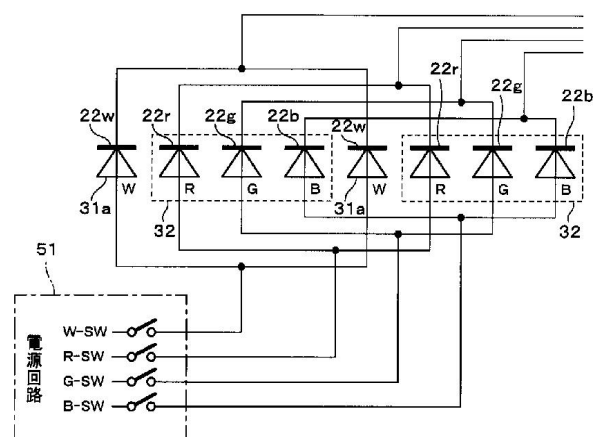 22r
22g
22w 22r 22g 22b 22w 22b
W R G B W R G B
31a 32 31a 32
51
電源回路
W-SW
R-SW
G-SW
B-SW